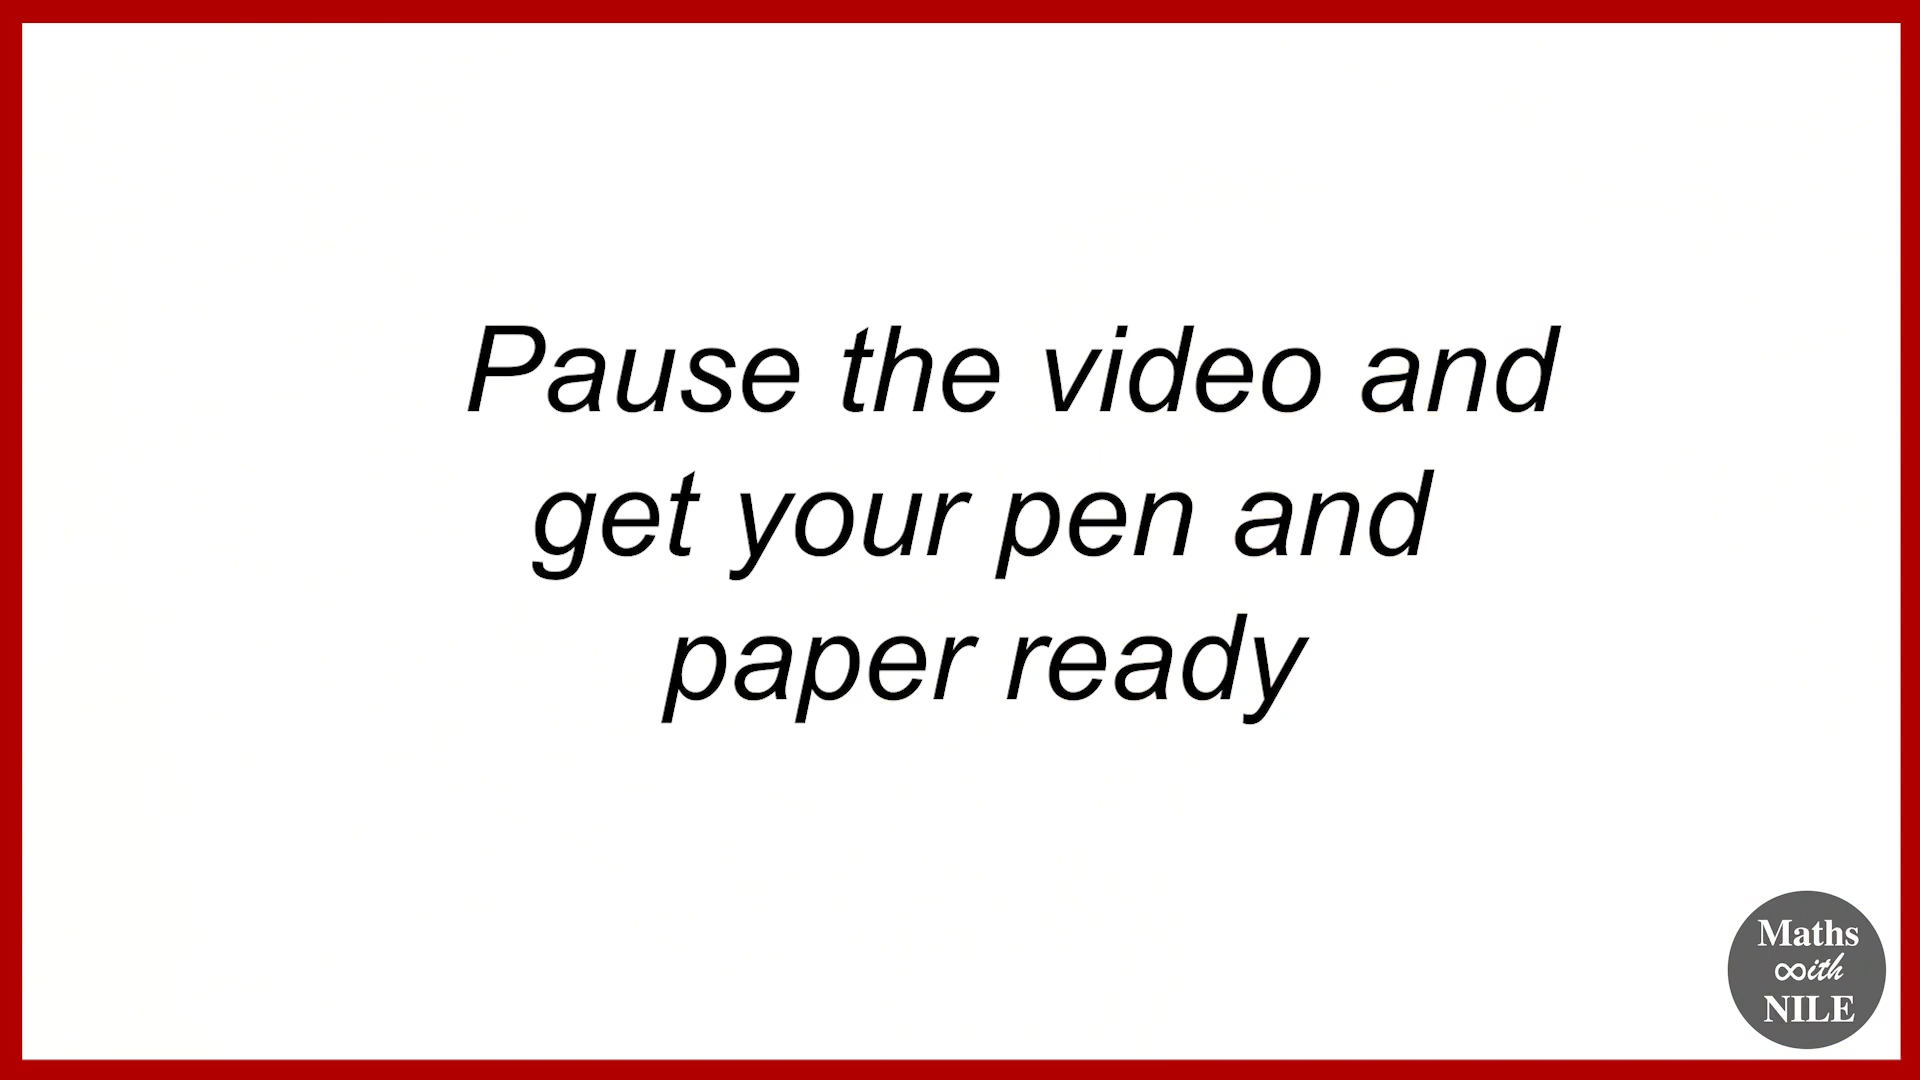 Pause the video and
get your pen and
paper ready
Maths
∞ith
NILE